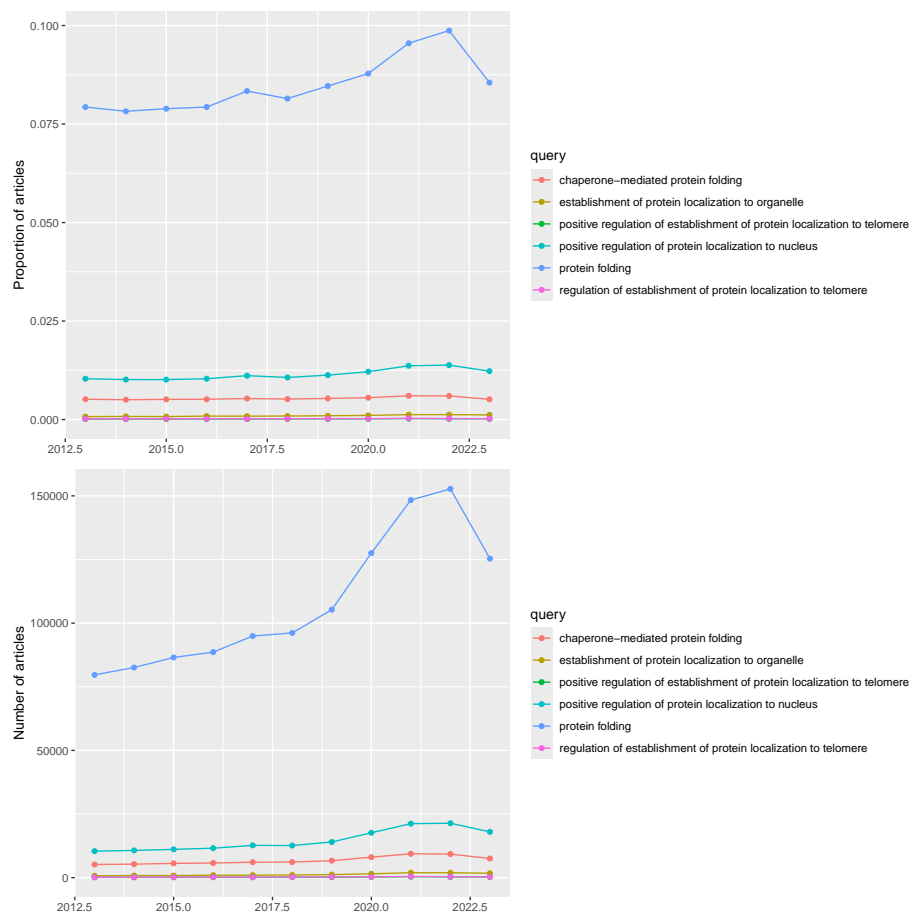 0.100
0.075
0.050
0.025
0.000
Proportion of articles
2012.5 2015.0 2017.5 2020.0 2022.5
query
chaperone−mediated protein folding
establishment of protein localization to organelle
positive regulation of establishment of protein localization to telomere
positive regulation of protein localization to nucleus
protein folding
regulation of establishment of protein localization to telomere
150000
100000
50000
0
Number of articles
2012.5 2015.0 2017.5 2020.0 2022.5
query
chaperone−mediated protein folding
establishment of protein localization to organelle
positive regulation of establishment of protein localization to telomere
positive regulation of protein localization to nucleus
protein folding
regulation of establishment of protein localization to telomere